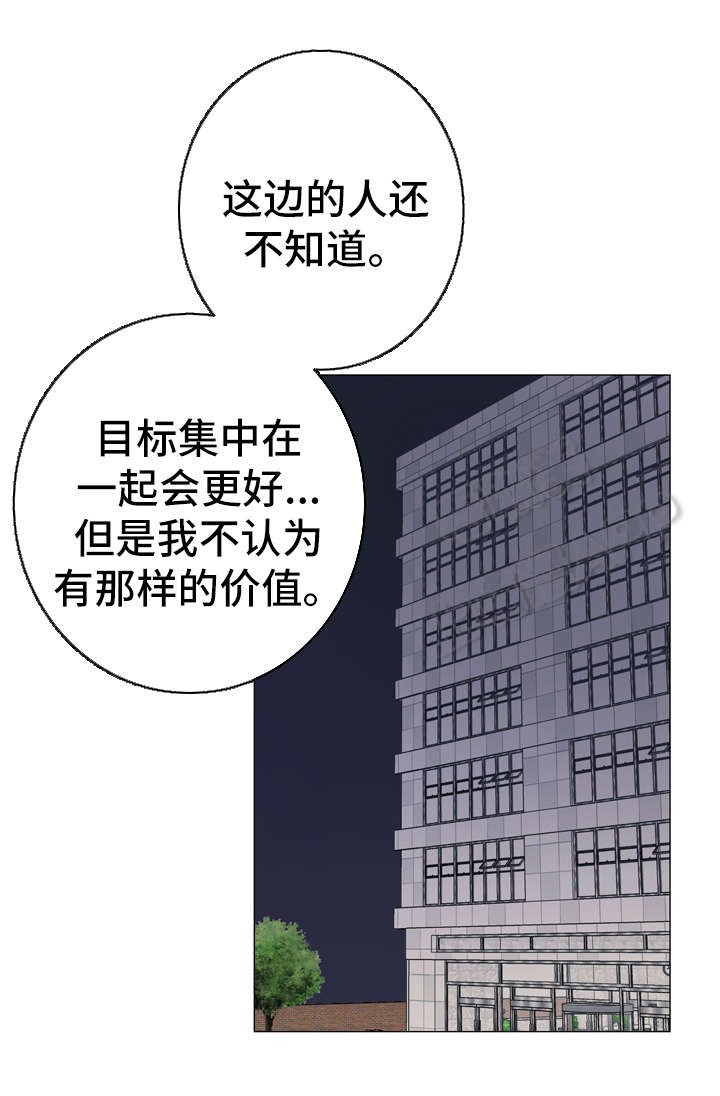 这边的人还
不知道。
目标集中在
一起会更好…
但是我不认为
有那样的价值。